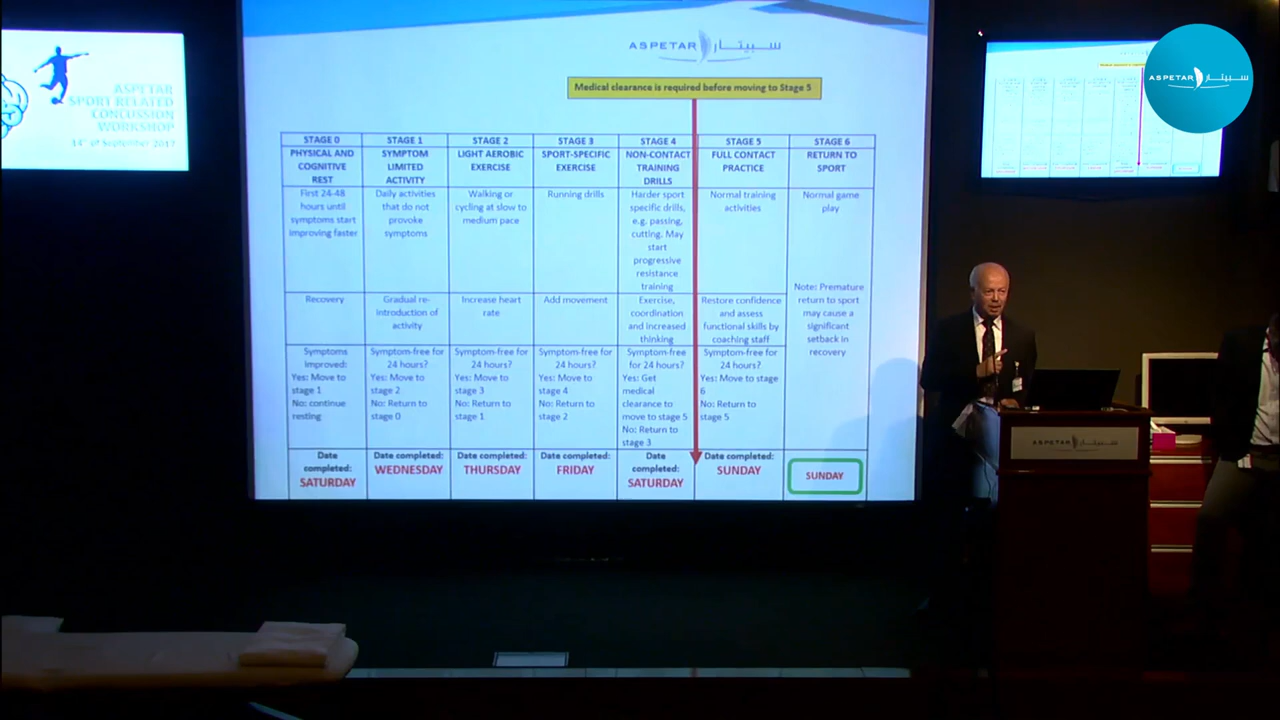 ASPETAR سبيتار
Medical clearance is required before moving to Stage 5
ASPETAR
SPORT RELATED
CONCUSSION
WORKSHOP
14th of September 2017
ASPETAR سبيتار
STAGE 0
PHYSICAL AND
COGNITIVE
REST
First 24-48
hours until
symptoms start
improving faster
Recovery
Symptoms
improved:
Yes: Move to
stage 1
No: continue
resting
Date
completed:
SATURDAY
STAGE 1
SYMPTOM
LIMITED
ACTIVITY
Daily activities
that do not
provoke
symptoms
Gradual re-
introduction of
activity
Symptom-free for
24 hours?
Yes: Move to
stage 2
No: Return to
stage 0
Date completed:
WEDNESDAY
STAGE 2
LIGHT AEROBIC
EXERCISE
Walking or
cycling at slow to
medium pace
Increase heart
rate
Symptom-free for
24 hours?
Yes: Move to
stage 3
No: Return to
stage 1
Date completed:
THURSDAY
STAGE 3
SPORT-SPECIFIC
EXERCISE
Running drills
Add movement
Symptom-free for
24 hours?
Yes: Move to
stage 4
No: Return to
stage 2
Date completed:
FRIDAY
STAGE 4
NON-CONTACT
TRAINING
DRILLS
Harder sport
specific drills,
e.g. passing,
cutting. May
start
progressive
resistance
training
Exercise,
coordination
and increased
thinking
Symptom-free
for 24 hours?
Yes: Get
medical
clearance to
move to stage 5
No: Return to
stage 3
Date
completed:
SATURDAY
STAGE 5
FULL CONTACT
PRACTICE
Normal training
activities
Restore confidence
and assess
functional skills by
coaching staff
Symptom-free for
24 hours?
Yes: Move to stage
6
No: Return to
stage 5
Date completed:
SUNDAY
STAGE 6
RETURN TO
SPORT
Normal game
play
Note: Premature
return to sport
may cause a
significant
setback in
recovery
SUNDAY
ASPETAR سبيتار